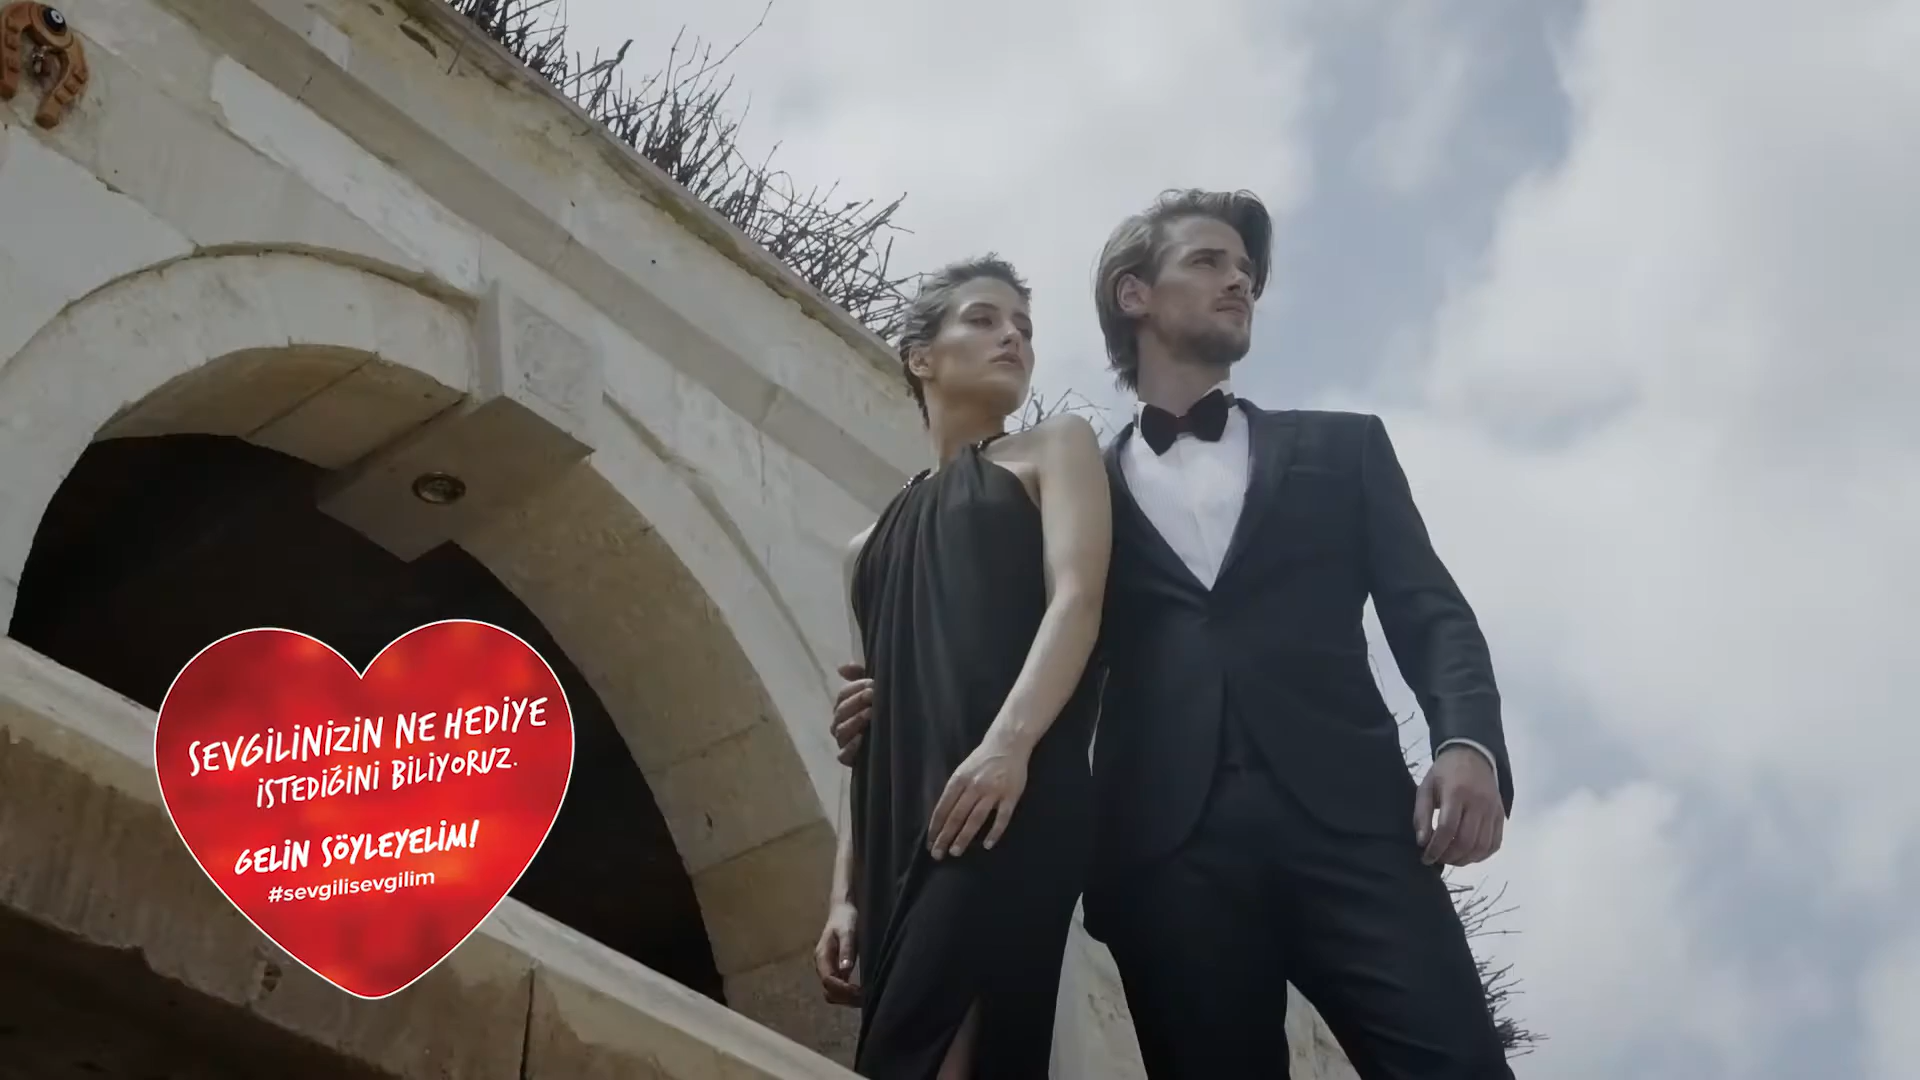 SEVGİLİNİZİN NE HEDİYE
İSTEDİĞİNİ BİLİYORUZ.
GELİN SÖYLEYELİM!
#sevgilisevgilim